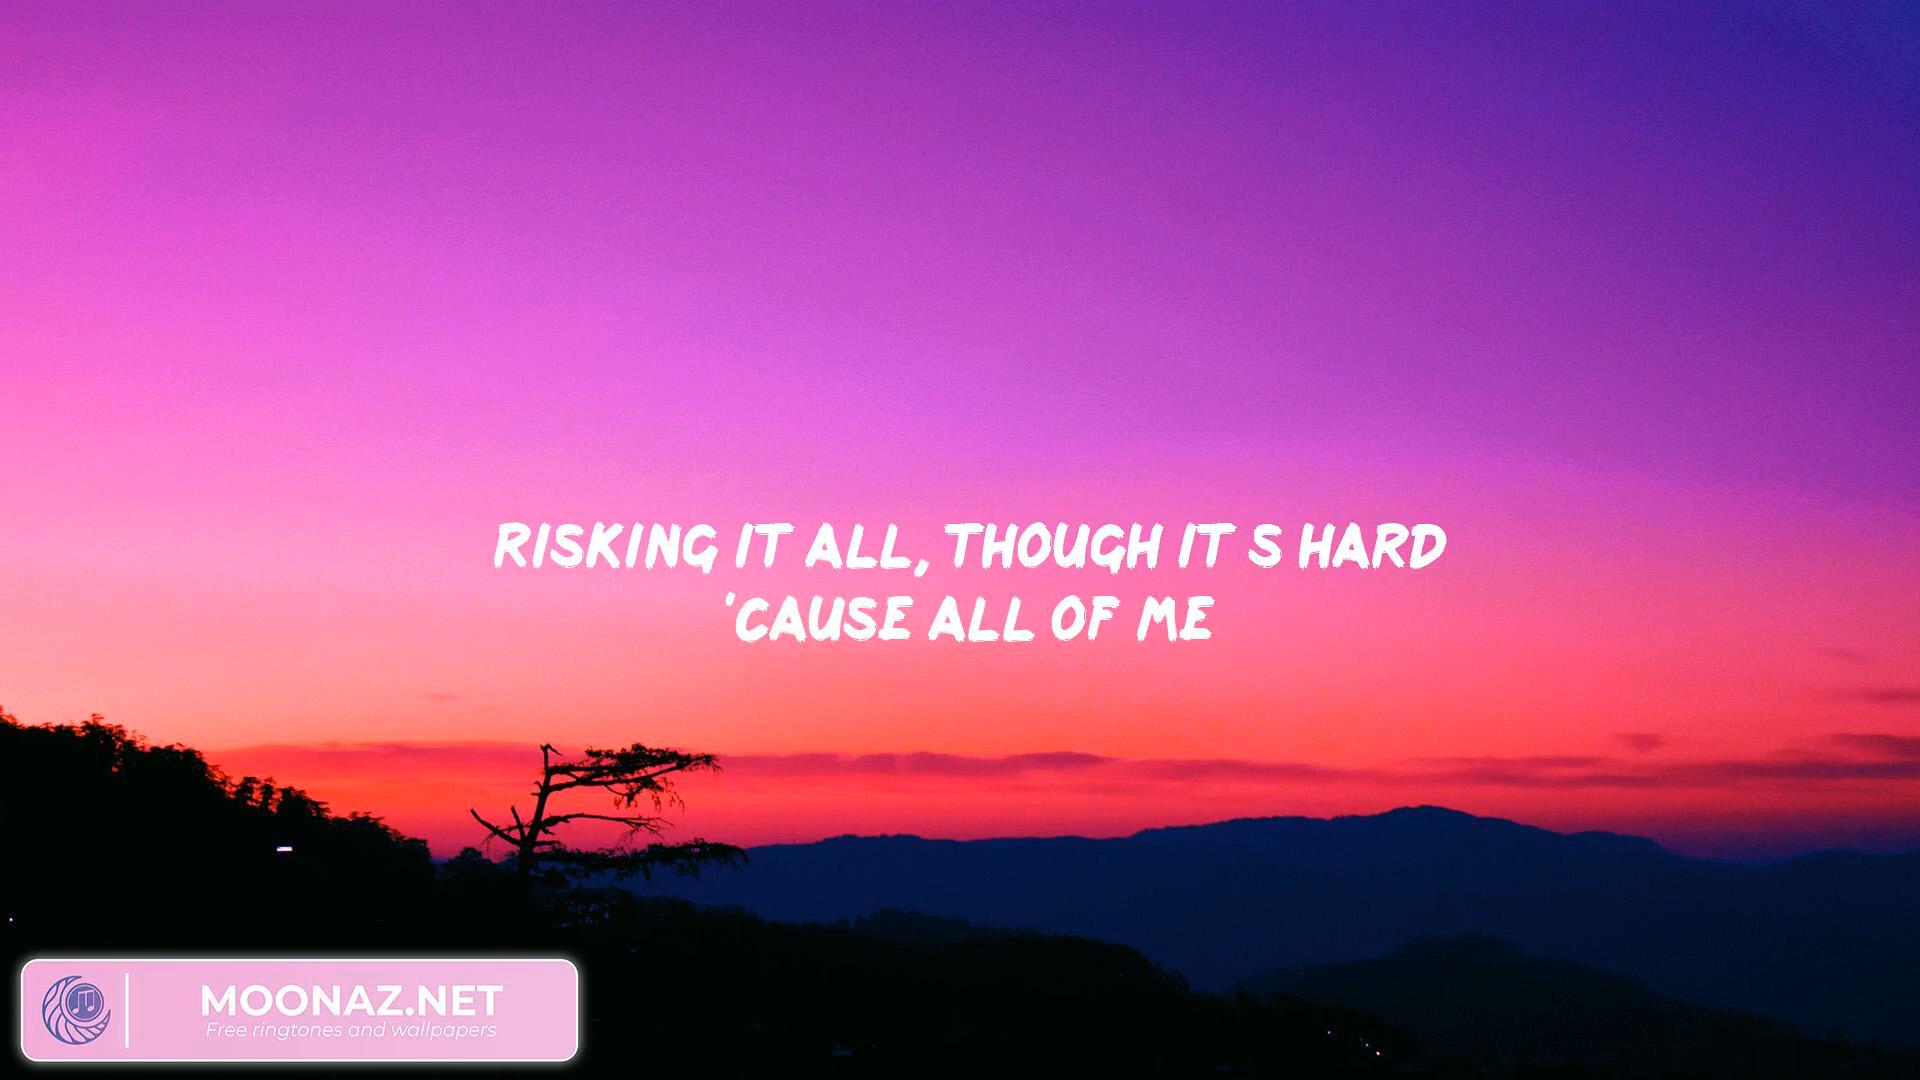 RISKING IT ALL, THOUGH IT S HARD
'CAUSE ALL OF ME
MOONAZ.NET
Free ringtones and wallpapers